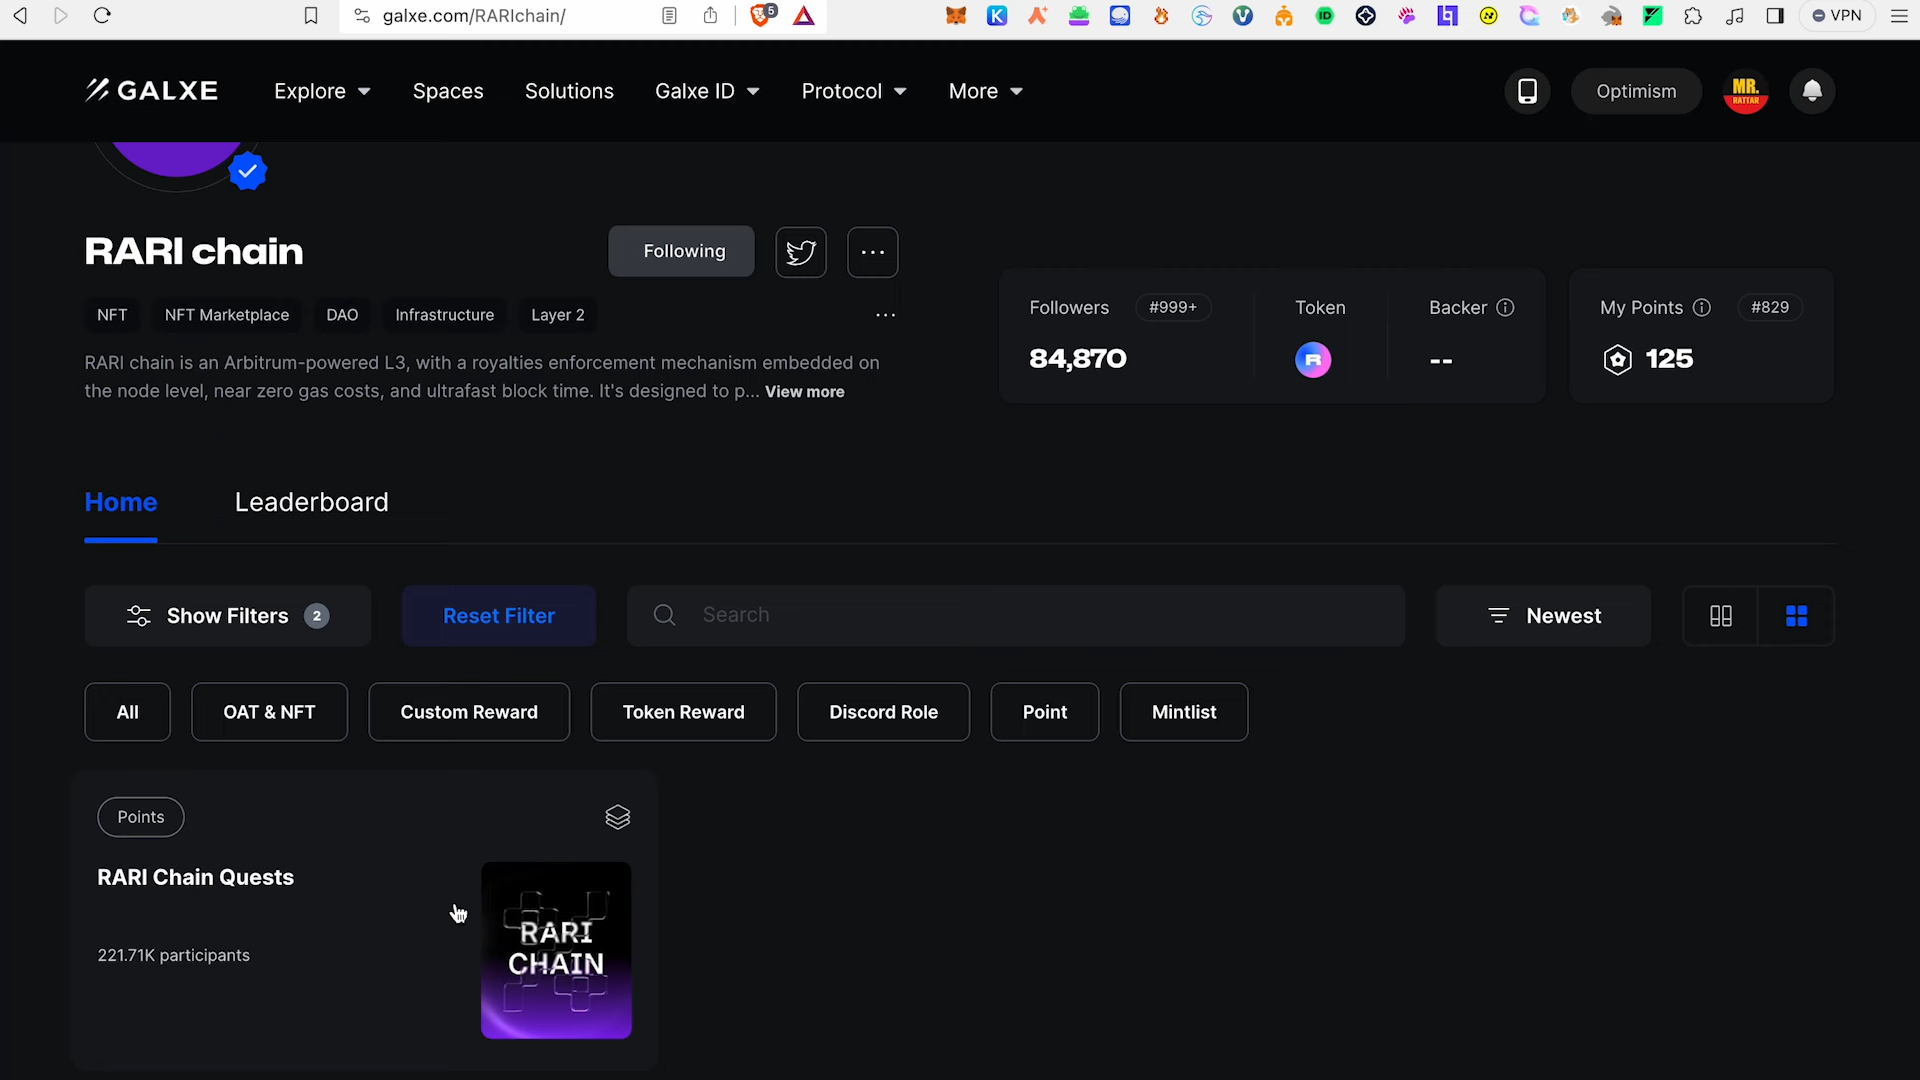 galxe.com/RARIchain/
5
ID
VPN
GALXE
Explore
Spaces
Solutions
Galxe ID
Protocol
More
Optimism
MR.
RATTAR
RARI chain
Following
NFT
NFT Marketplace
DAO
Infrastructure
Layer 2
...
RARI chain is an Arbitrum-powered L3, with a royalties enforcement mechanism embedded on
the node level, near zero gas costs, and ultrafast block time. It's designed to p... View more
Followers
#999+
84,870
Token
R
Backer
--
My Points
#829
125
Home
Leaderboard
Show Filters 2
Reset Filter
Search
Newest
All
OAT & NFT
Custom Reward
Token Reward
Discord Role
Point
Mintlist
Points
RARI Chain Quests
221.71K participants
RARI
CHAIN